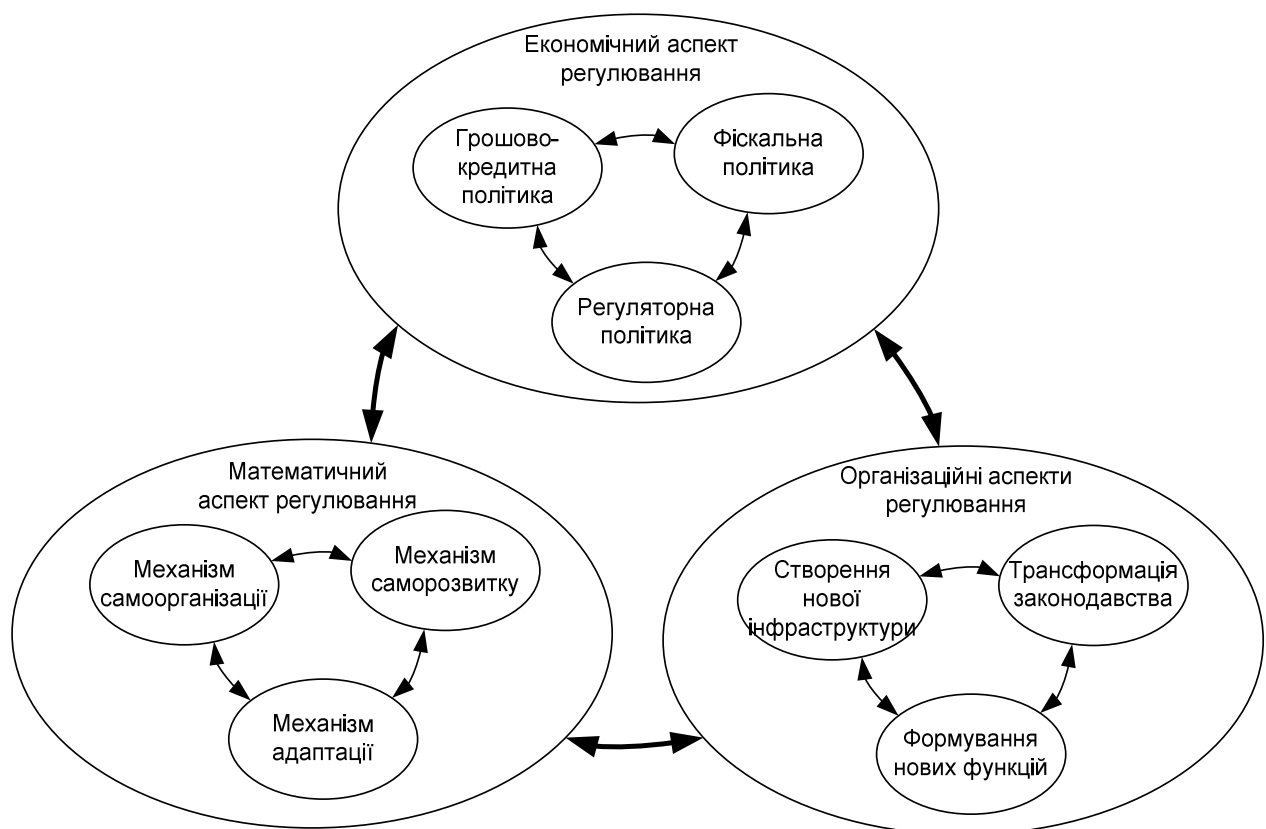 Економічний аспект
регулювання
Грошово-
кредитна
політика
Фіскальна
політика
Регуляторна
політика
Математичний
аспект регулювання
Механізм
самоорганізації
Механізм
саморозвитку
Механізм
адаптації
Організаційні аспекти
регулювання
Створення
нової
інфраструктури
Трансформація
законодавства
Формування
нових функцій